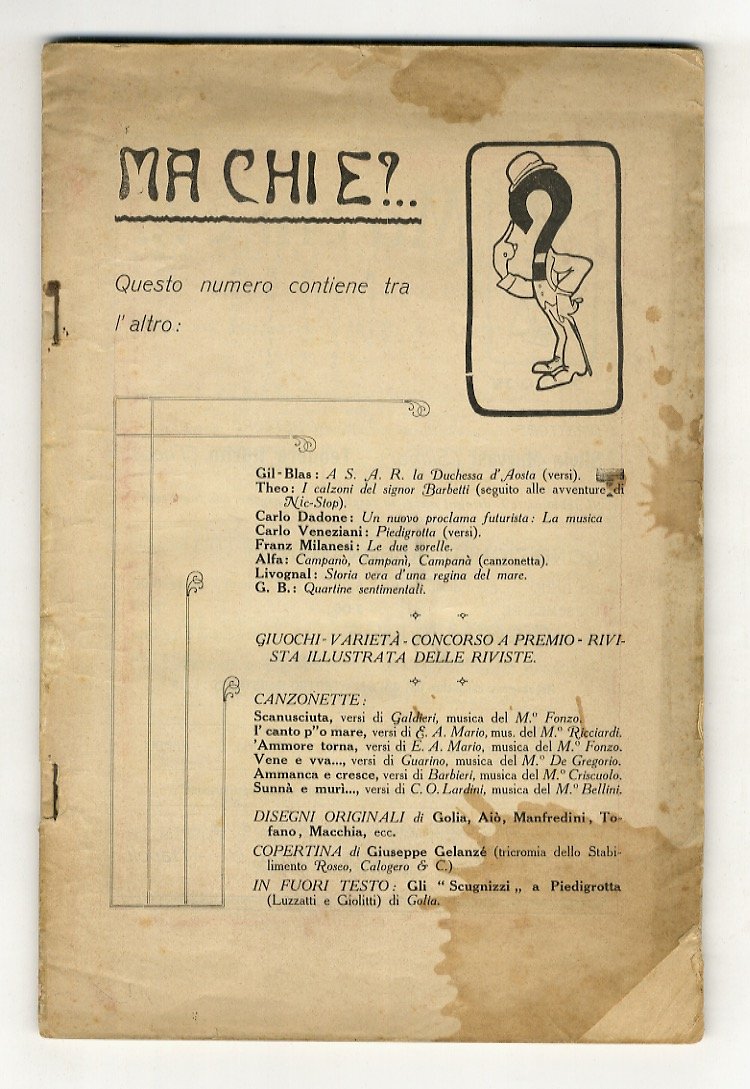 MA CHI E?...
Questo numero contiene tra
l'altro:
Gil-Blas: A S. A. R. la Duchessa d'Aosta (versi).
Theo: I calzoni del signor Barbetti (seguito alle avventure di
Nic-Stop).
Carlo Dadone: Un nuovo proclama futurista: La musica
Carlo Veneziani: Piedigrotta (versi).
Franz Milanesi: Le due sorelle.
Alfa: Campanò, Campanì, Campanà (canzonetta).
Livognal: Storia vera d'una regina del mare.
G. B.: Quartine sentimentali.
GIUOCHI - VARIETÀ - CONCORSO A PREMIO - RIVI-
STA ILLUSTRATA DELLE RIVISTE.
CANZONETTE:
Scanusciuta, versi di Galdieri, musica del M.º Fonzo.
I' canto p''o mare, versi di E. A. Mario, mus. del M.º Ricciardi.
'Ammore torna, versi di E. A. Mario, musica del M.º Fonzo.
Vene e vva..., versi di Guarino, musica del M.º De Gregorio.
Ammanca e cresce, versi di Barbieri, musica del M.º Criscuolo.
Sunnà e murì..., versi di C. O. Lardini, musica del M.º Bellini.
DISEGNI ORIGINALI di Golia, Aiò, Manfredini, To-
fano, Macchia, ecc.
COPERTINA di Giuseppe Gelanzé (tricromia dello Stabi-
limento Roseo, Calogero & C.)
IN FUORI TESTO: Gli "Scugnizzi„ a Piedigrotta
(Luzzatti e Giolitti) di Golia.